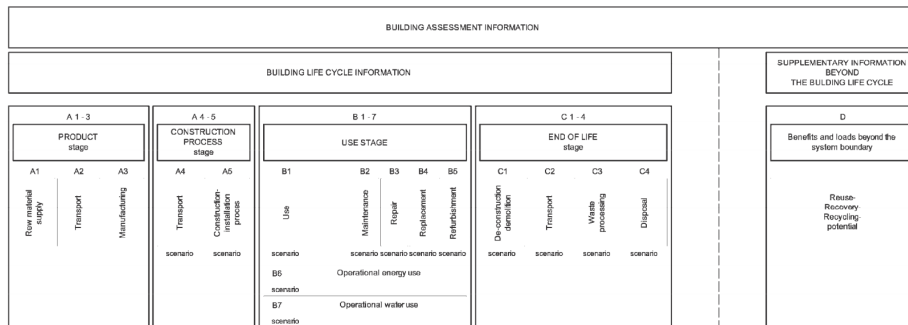 BUILDING ASSESSMENT INFORMATION
BUILDING LIFE CYCLE INFORMATION
SUPPLEMENTARY INFORMATION
BEYOND
THE BULDING LIFE CYCLE
A 1 - 3
PRODUCT
stage
A1
A2
A3
Row material
supply
Transport
Manufacturing
A 4 - 5
CONSTRUCTION
PROCESS
stage
A4
A5
Transport
Construction-
installation
proces
scenario
scenario
B 1 - 7
USE STAGE
B1
B2
B3
B4
B5
Use
Maintenance
Repair
Replacement
Refurbishment
scenario
scenario
scenario
scenario
scenario
B6
Operational energy use
scenario
B7
Operational water use
scenario
C 1 - 4
END OF LIFE
stage
C1
C2
C3
C4
De-construction
demolition
Transport
Waste
processing
Disposal
scenario
scenario
scenario
scenario
D
Benefits and loads beyond the
system boundary
Reuse-
Recovery-
Recycling-
potential